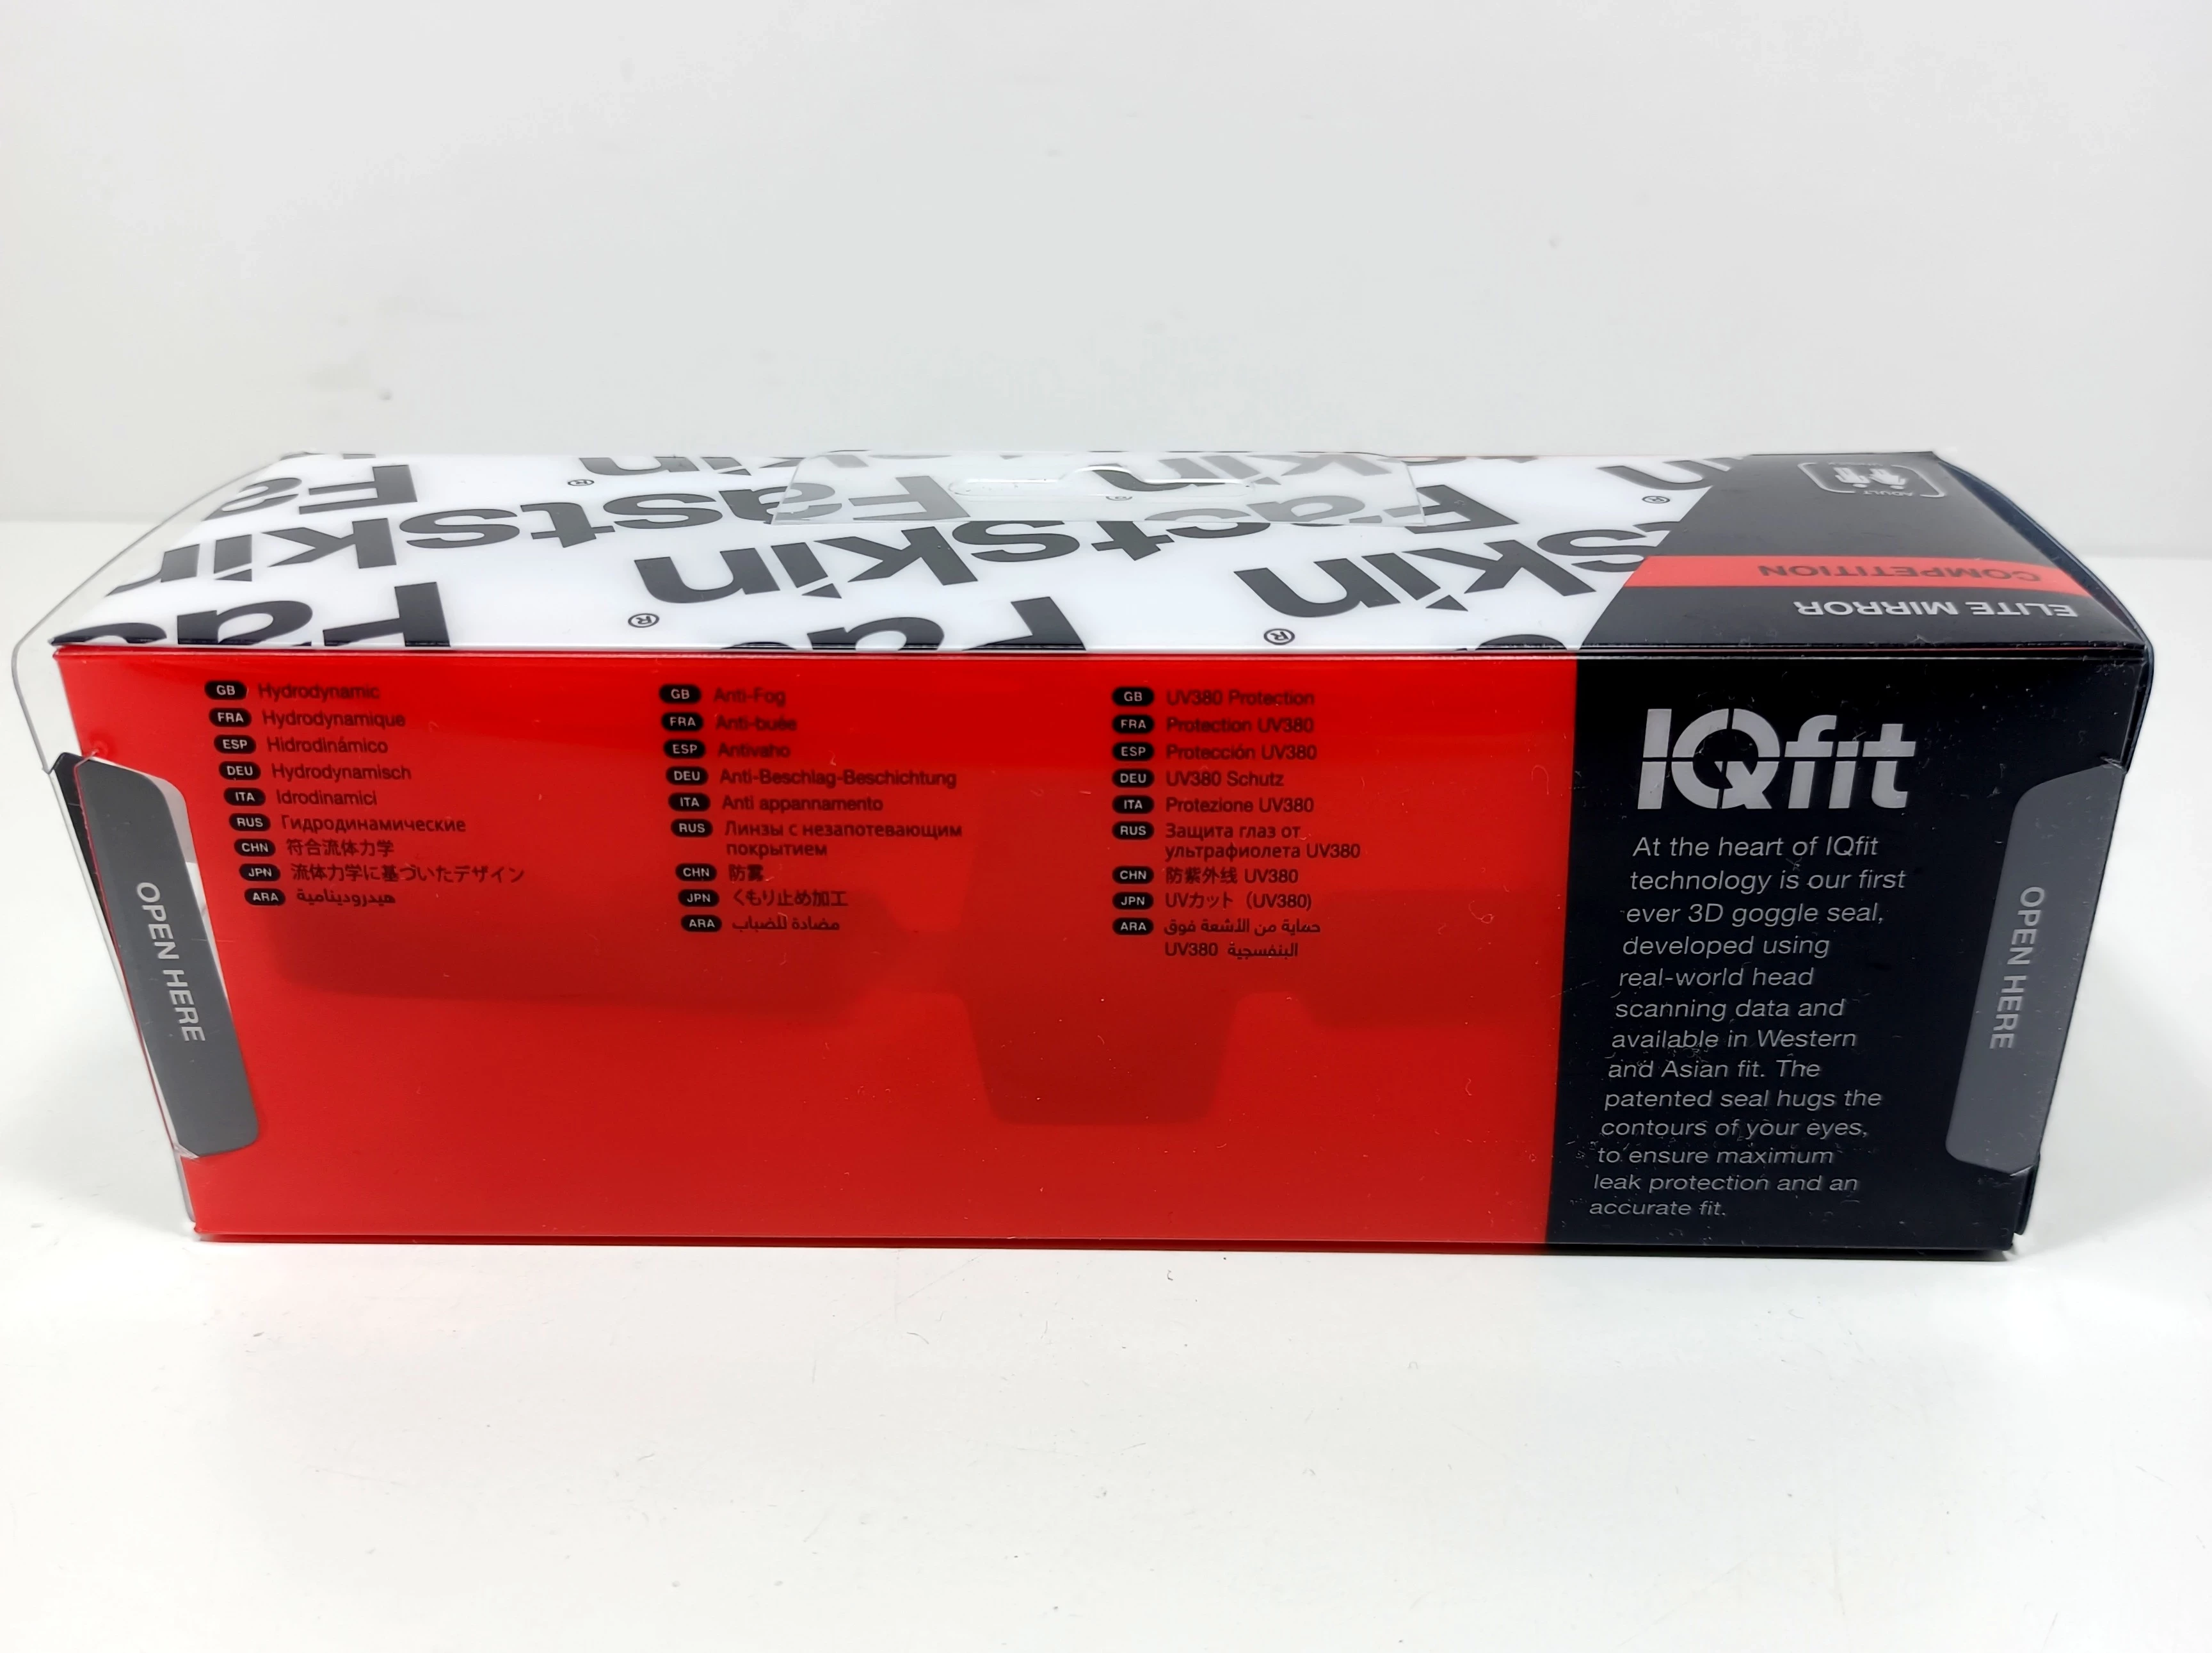 Fastskin®
ADULT
COMPETITION
ELITE MIRROR
GB Hydrodynamic
FRA Hydrodynamique
ESP Hidrodinámico
DEU Hydrodynamisch
ITA Idrodinamici
RUS Гидродинамические
CHN 符合流体力学
JPN 流体力学に基づいたデザイン
ARA هيدرودينامية
GB Anti-Fog
FRA Anti-buée
ESP Antivaho
DEU Anti-Beschlag-Beschichtung
ITA Anti appannamento
RUS Линзы с незапотевающим
покрытием
CHN 防雾
JPN くもり止め加工
ARA مضادة للضباب
GB UV380 Protection
FRA Protection UV380
ESP Protección UV380
DEU UV380 Schutz
ITA Protezione UV380
RUS Защита глаз от
ультрафиолета UV380
CHN 防紫外线 UV380
JPN UVカット（UV380)
ARA حماية من اللشعة فوق
البنفسجية UV380
IQfit
At the heart of IQfit
technology is our first
ever 3D goggle seal,
developed using
real-world head
scanning data and
available in Western
and Asian fit. The
patented seal hugs the
contours of your eyes,
to ensure maximum
leak protection and an
accurate fit.
OPEN HERE
OPEN HERE